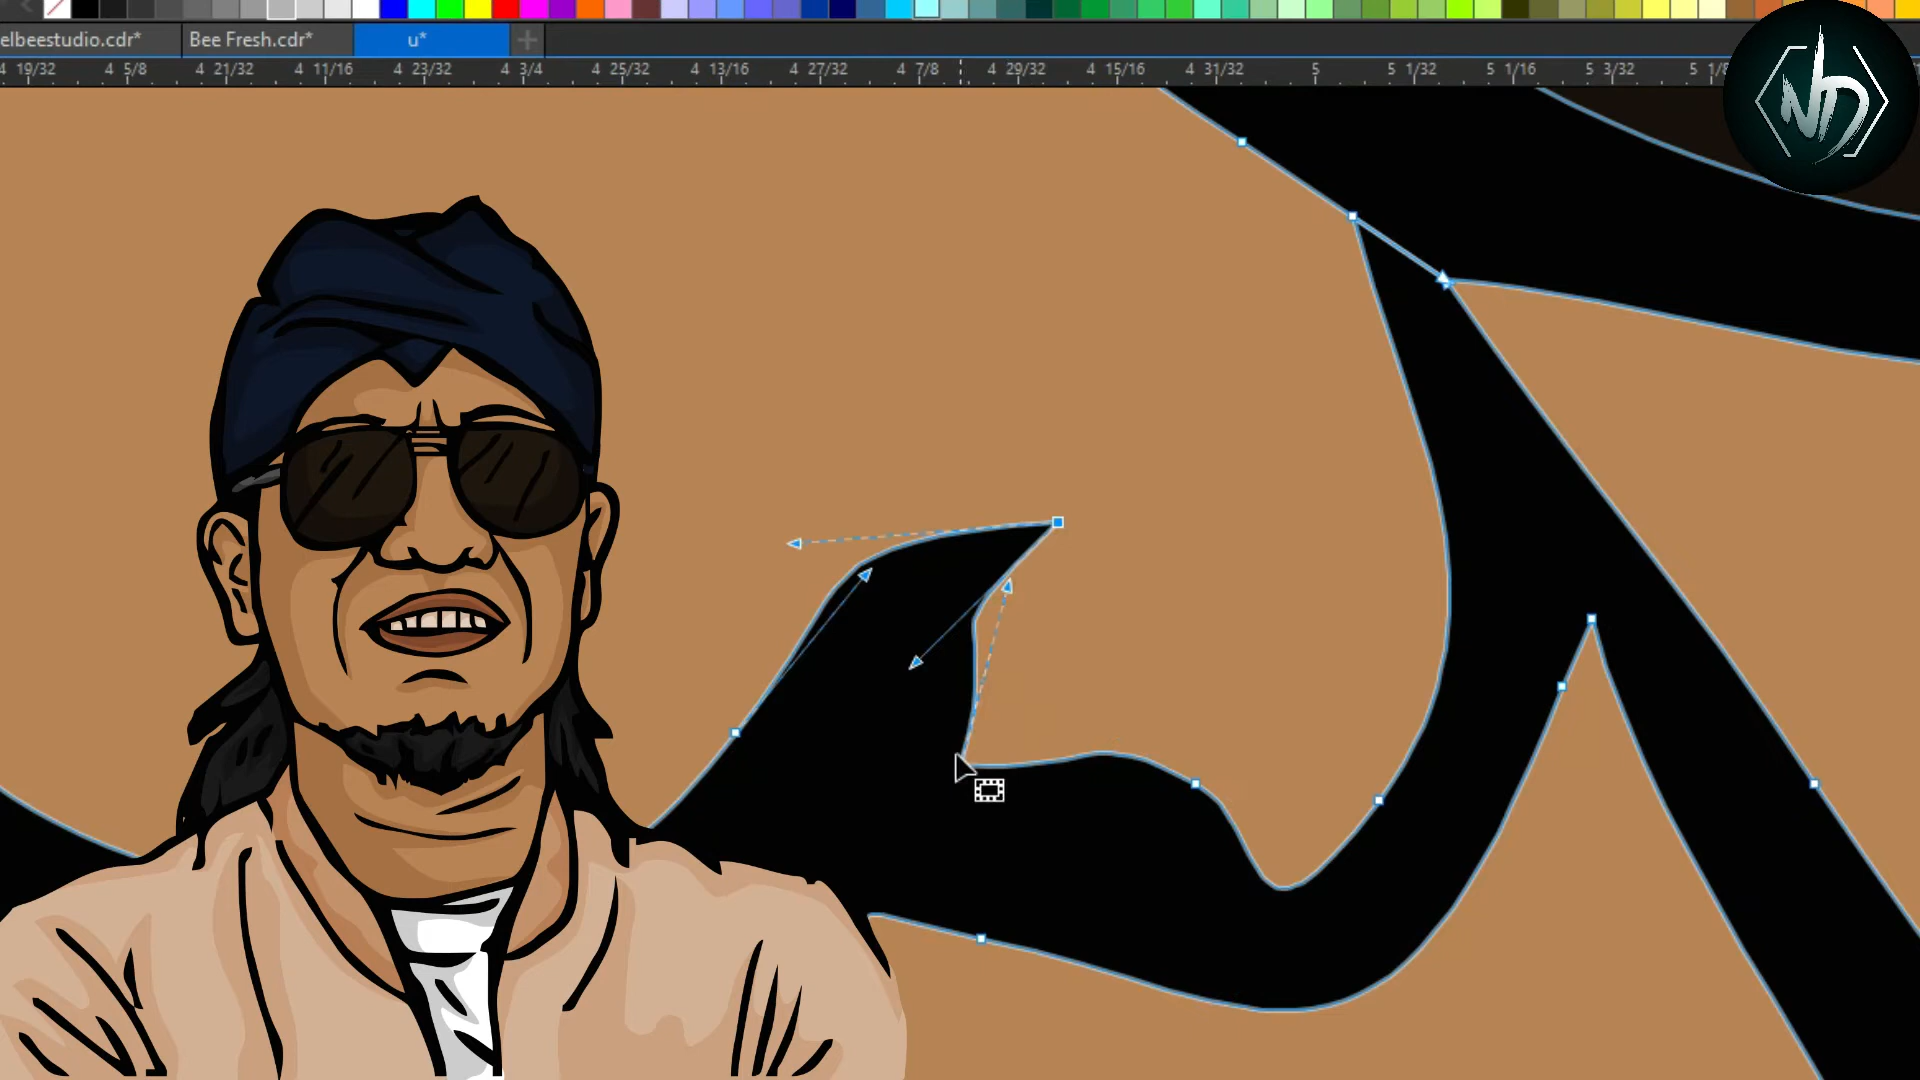 elbeestudio.cdr* Bee Fresh.cdr* u*
4 19/32 4 5/8 4 21/32 4 11/16 4 23/32 4 3/4 4 25/32 4 13/16 4 27/32 4 7/8 4 29/32 4 15/16 4 31/32 5 5 1/32 5 1/16 5 3/32